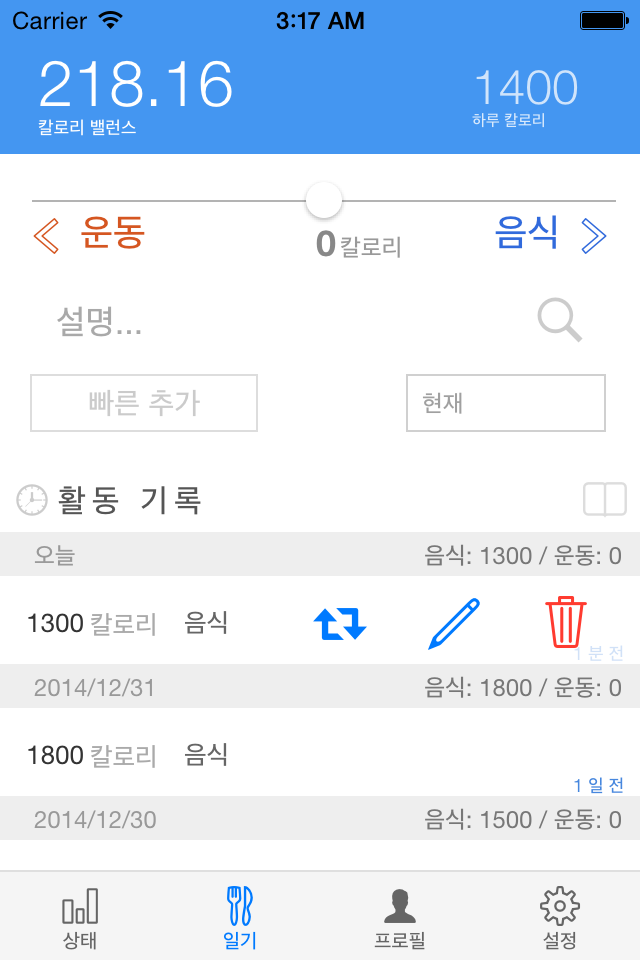 Carrier 3:17 AM
218.16 1400
칼로리 밸런스 하루 칼로리
운동 0 칼로리 음식
설명...
빠른 추가 현재
활동 기록
오늘 음식: 1300 / 운동: 0
1300 칼로리 음식
1 분 전
2014/12/31 음식: 1800 / 운동: 0
1800 칼로리 음식
1 일 전
2014/12/30 음식: 1500 / 운동: 0
상태 일기 프로필 설정